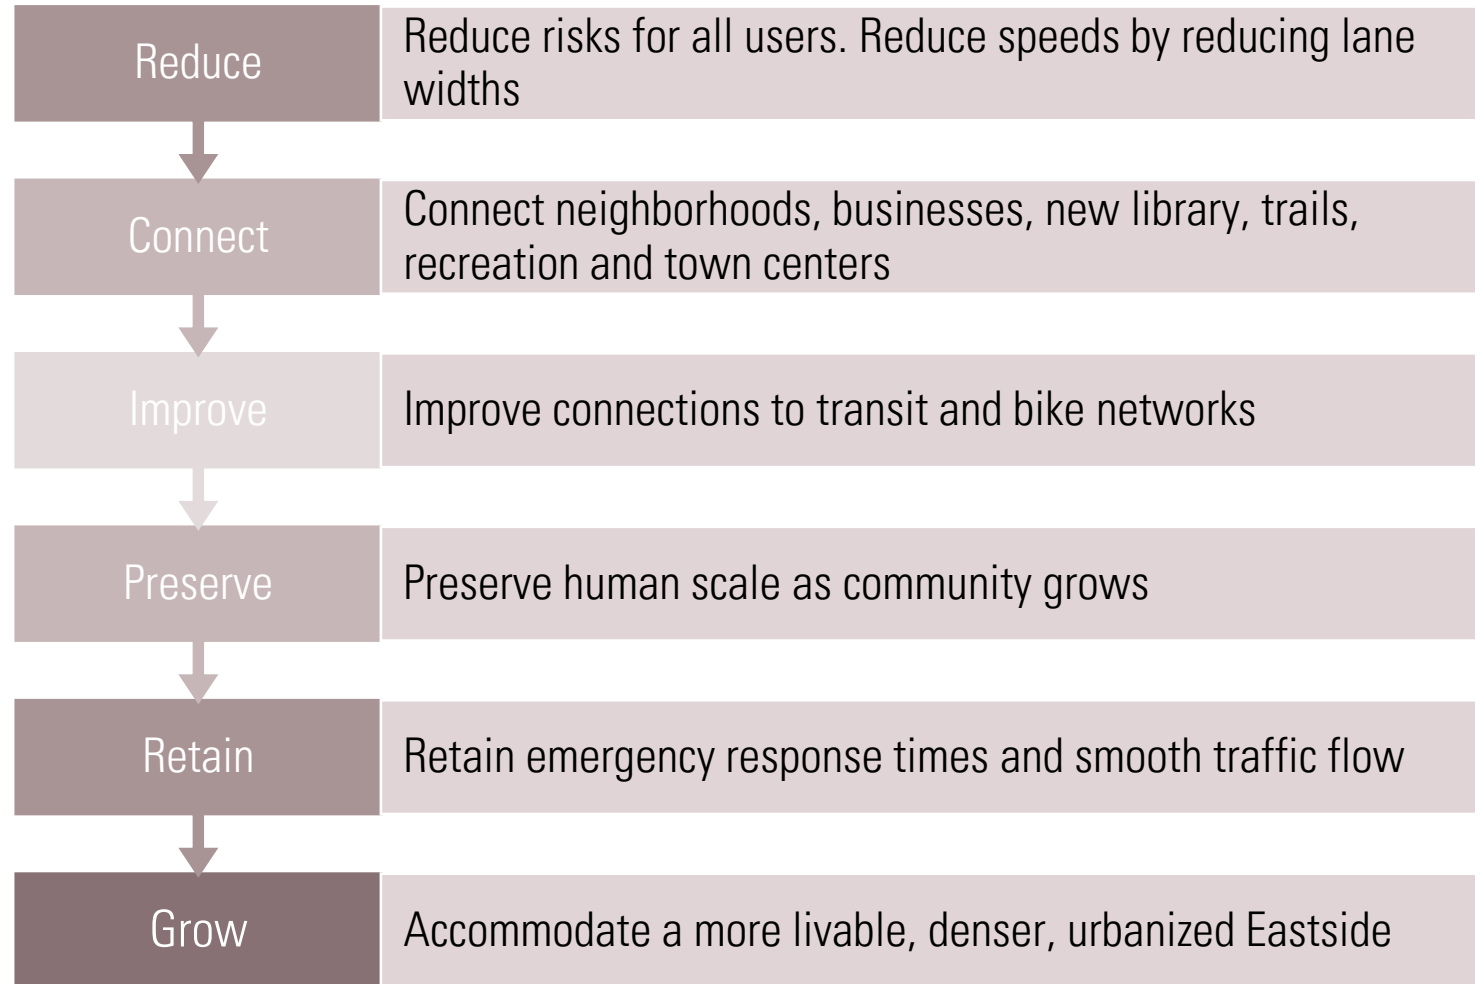 Reduce
Reduce risks for all users. Reduce speeds by reducing lane
widths
Connect
Connect neighborhoods, businesses, new library, trails,
recreation and town centers
Improve
Improve connections to transit and bike networks
Preserve
Preserve human scale as community grows
Retain
Retain emergency response times and smooth traffic flow
Grow
Accommodate a more livable, denser, urbanized Eastside